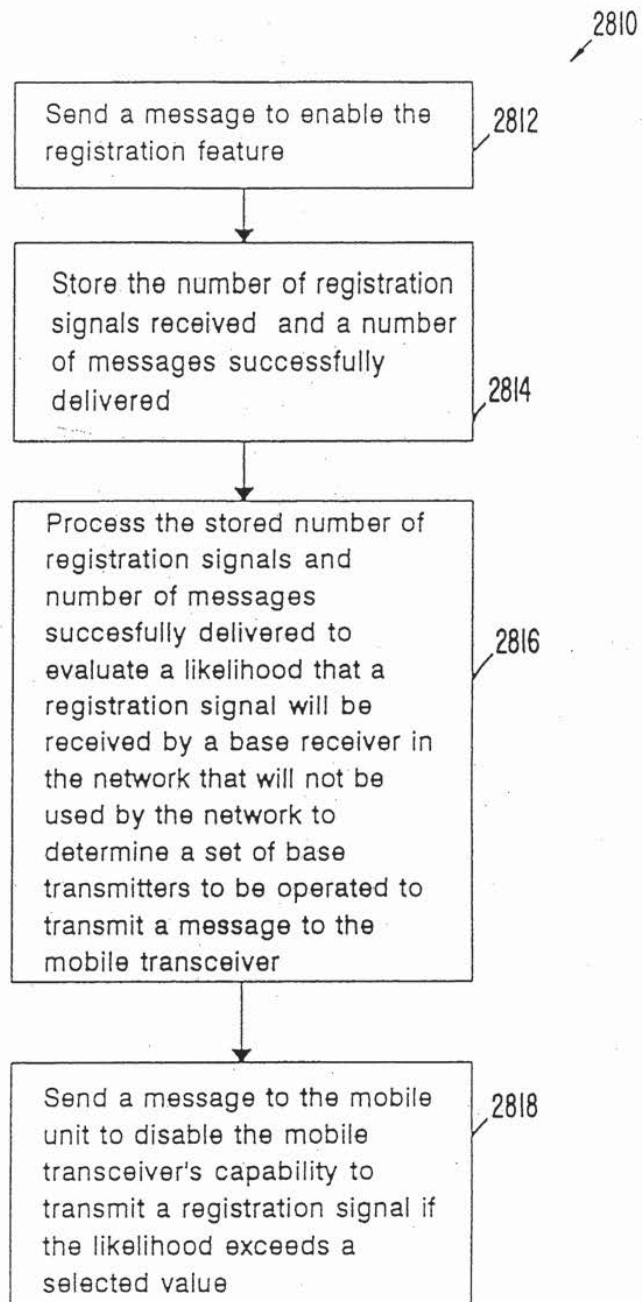 2810
Send a message to enable the
registration feature
2812
Store the number of registration
signals received and a number
of messages successfully
delivered
2814
Process the stored number of
registration signals and
number of messages
succesfully delivered to
evaluate a likelihood that a
registration signal will be
received by a base receiver in
the network that will not be
used by the network to
determine a set of base
transmitters to be operated to
transmit a message to the
mobile transceiver
2816
Send a message to the mobile
unit to disable the mobile
transceiver's capability to
transmit a registration signal if
the likelihood exceeds a
selected value
2818